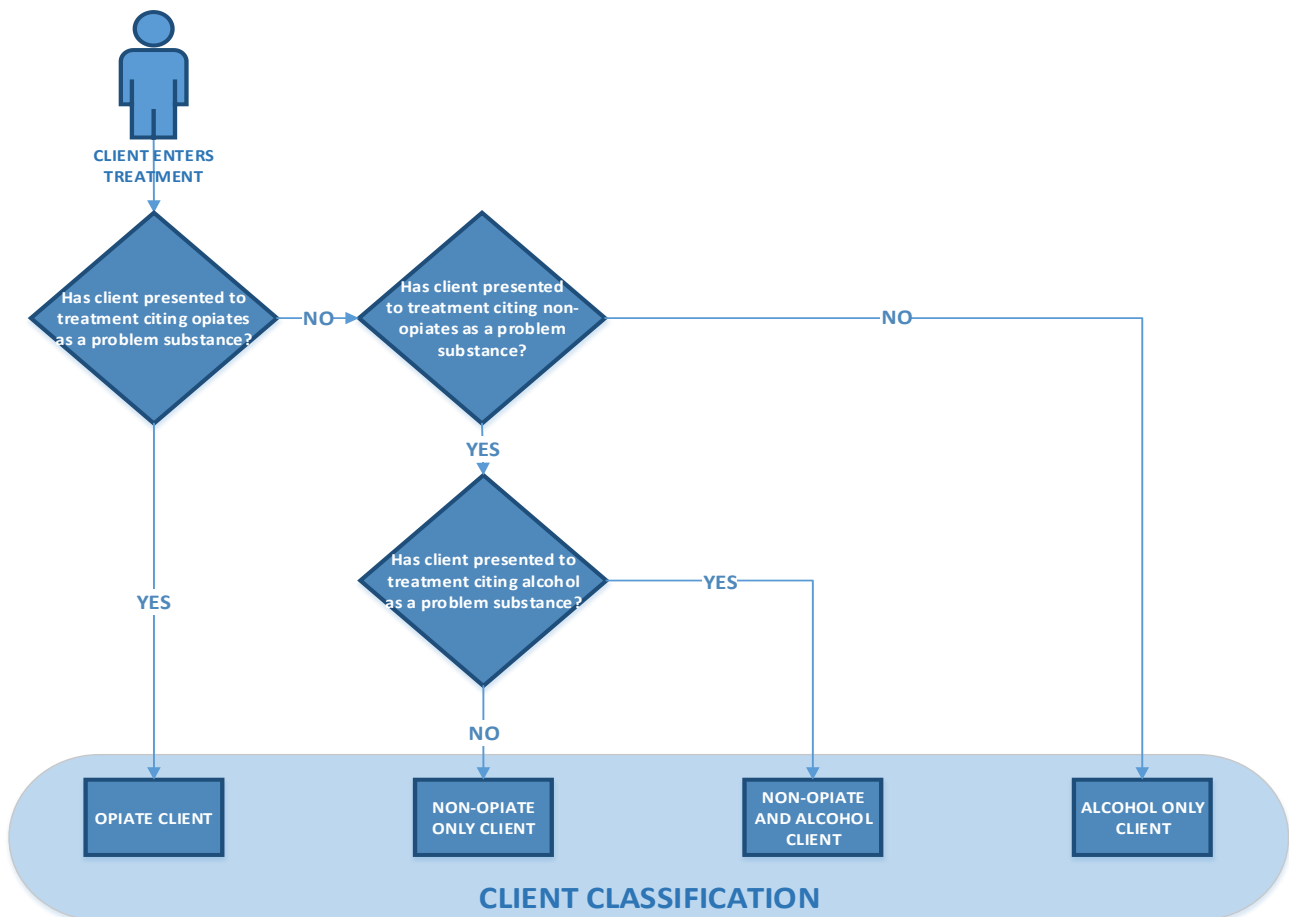 CLIENT ENTERS
TREATMENT
Has client presented to
treatment citing opiates
as a problem substance?
NO
Has client presented
to treatment citing non-
opiates as a problem
substance?
NO
YES
Has client presented to
treatment citing alcohol
as a problem substance?
YES
YES
NO
OPIATE CLIENT
NON-OPIATE
ONLY CLIENT
NON-OPIATE
AND ALCOHOL
CLIENT
ALCOHOL ONLY
CLIENT
CLIENT CLASSIFICATION